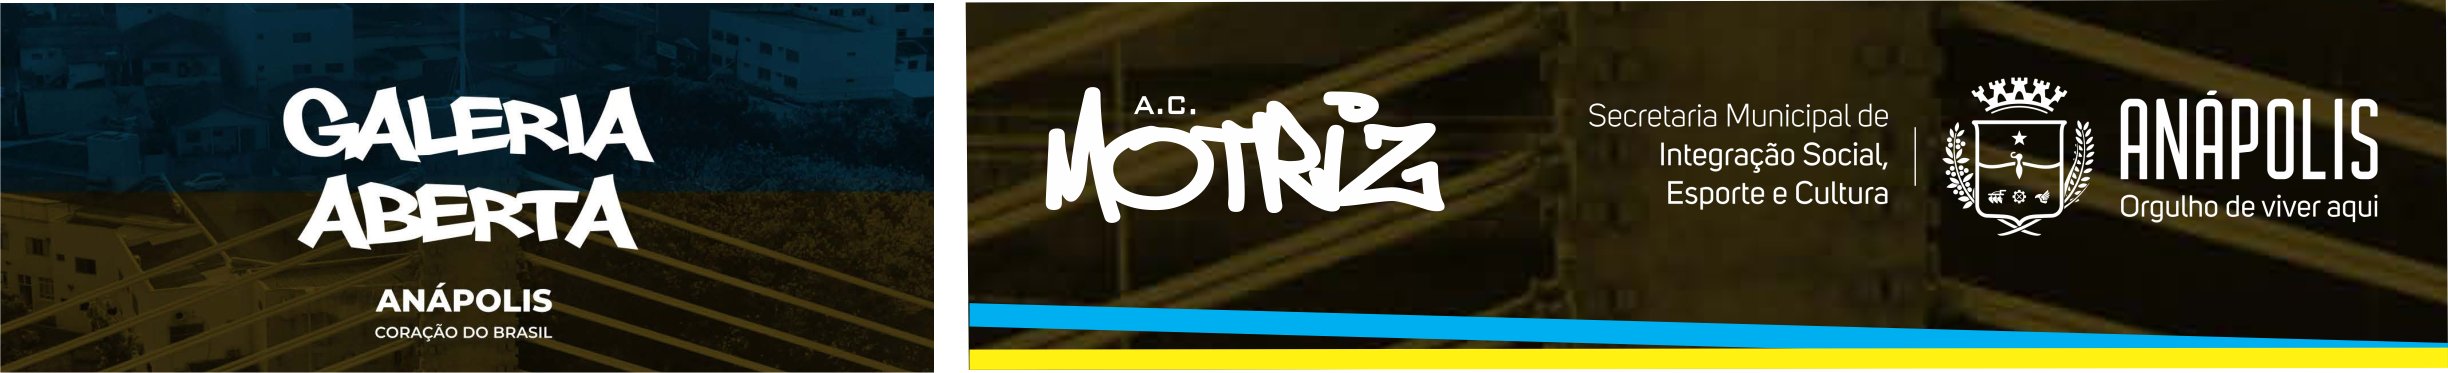 GALERIA
ABERTA
ANÁPOLIS
CORAÇÃO DO BRASIL
A.C.
MOTRIZ
Secretaria Municipal de
Integração Social,
Esporte e Cultura
ANÁPOLIS
Orgulho de viver aqui